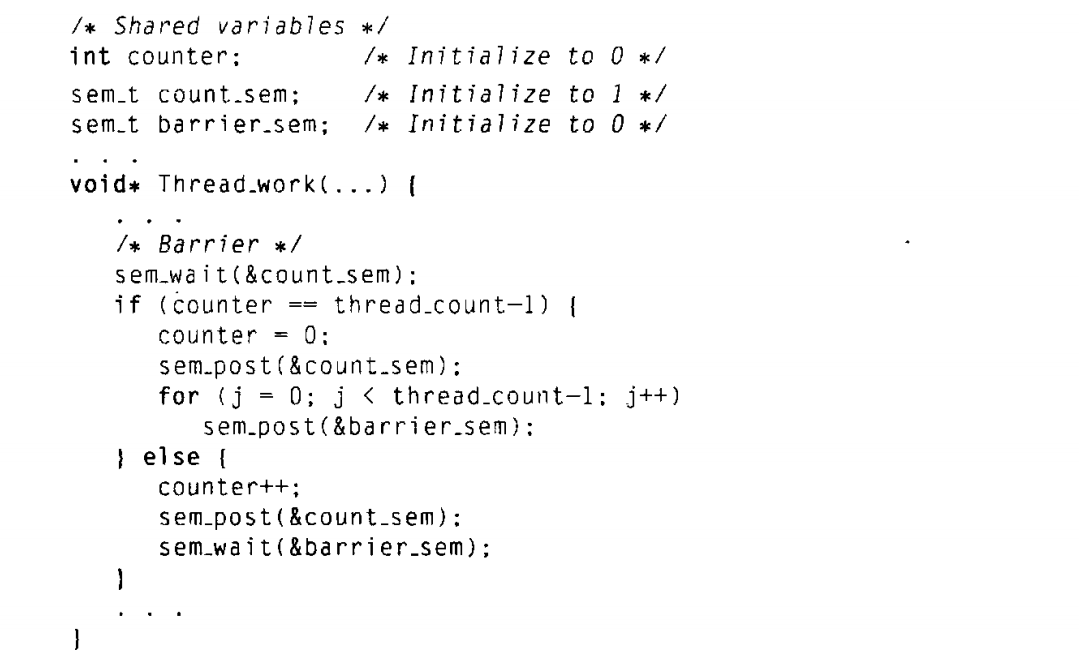 /* Shared variables */
int counter; /* Initialize to 0 */
sem_t count_sem; /* Initialize to 1 */
sem_t barrier_sem; /* Initialize to 0 */
. . .
void* Thread_work(...) {
. . .
/* Barrier */
sem_wait(&count_sem);
if (counter == thread_count-1) {
counter = 0;
sem_post(&count_sem);
for (j = 0; j < thread_count-1; j++)
sem_post(&barrier_sem);
} else {
counter++;
sem_post(&count_sem);
sem_wait(&barrier_sem);
}
. . .
}